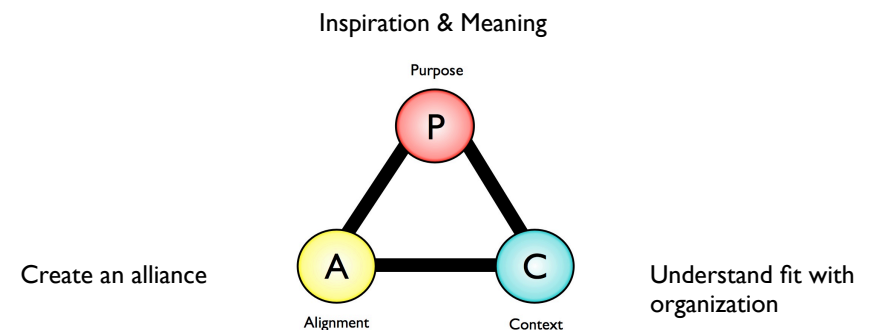 Inspiration & Meaning
Purpose
P
Create an alliance
A
C
Understand fit with
organization
Alignment
Context